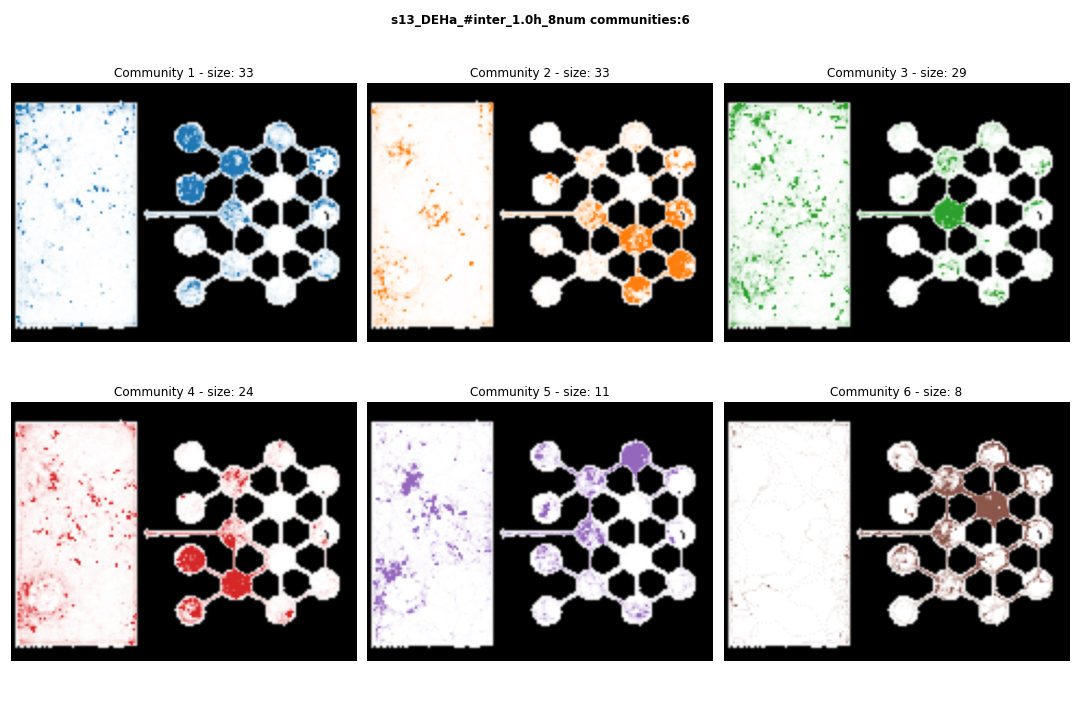 s13_DEHa_#inter_1.0h_8num communities:6
Community 1 - size: 33
Community 2 - size: 33
Community 3 - size: 29
Community 4 - size: 24
Community 5 - size: 11
Community 6 - size: 8